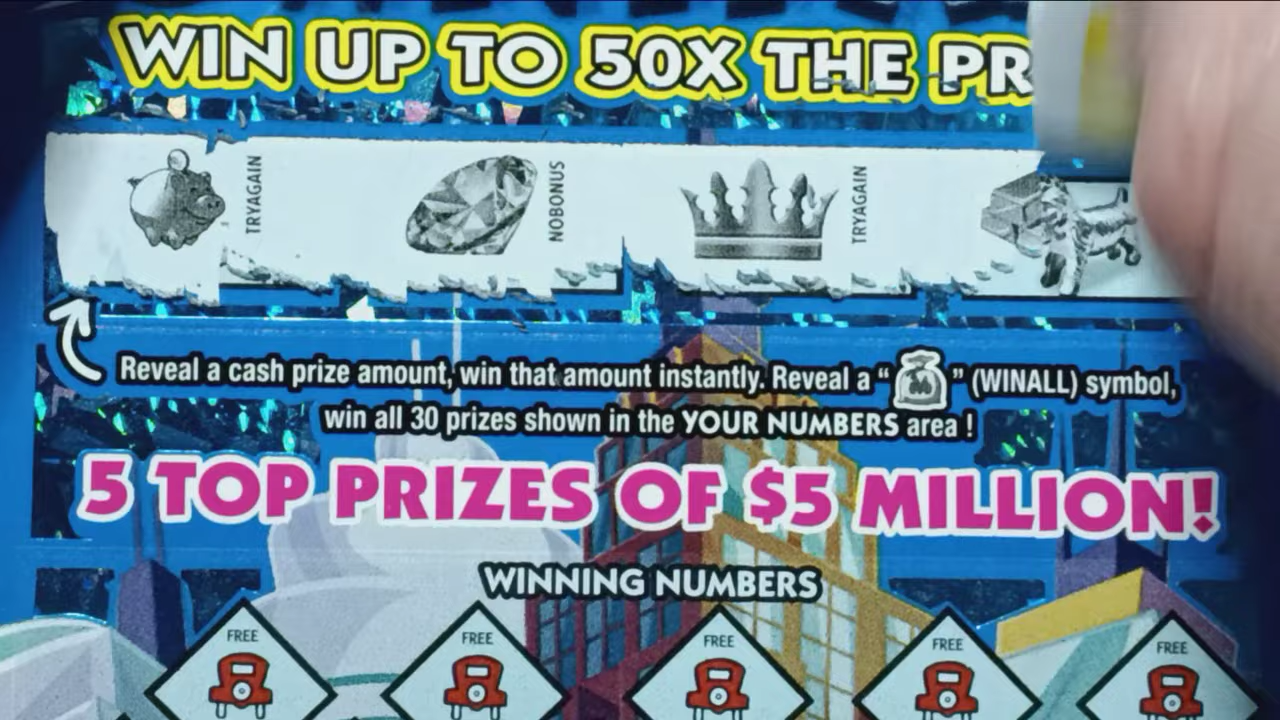 WIN UP TO 50X THE PR
TRYAGAIN
NOBONUS
TRYAGAIN
Reveal a cash prize amount, win that amount instantly. Reveal a “ ” (WINALL) symbol,
win all 30 prizes shown in the YOUR NUMBERS area !
5 TOP PRIZES OF $5 MILLION!
WINNING NUMBERS
FREE
FREE
FREE
FREE
FREE